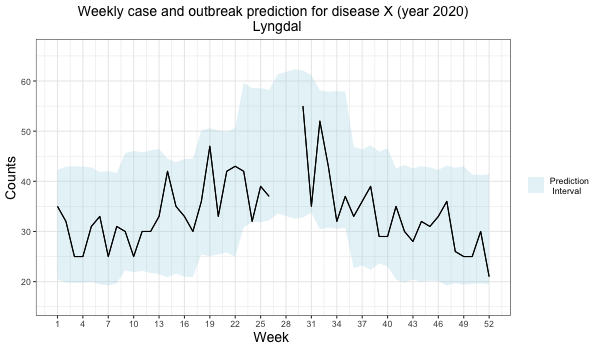 Weekly case and outbreak prediction for disease X (year 2020)
Lyngdal
Counts
60
50
40
30
20
1 4 7 10 13 16 19 22 25 28 31 34 37 40 43 46 49 52
Week
Prediction
Interval